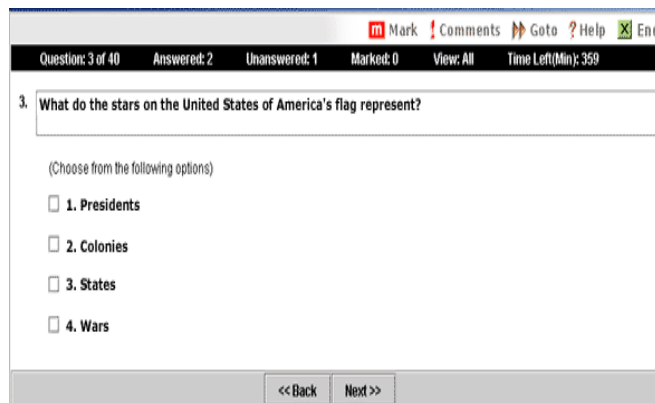 m Mark ! Comments Goto ? Help X En
Question: 3 of 40 Answered: 2 Unanswered: 1 Marked: 0 View: All Time Left(Min): 359
3. What do the stars on the United States of America's flag represent?
(Choose from the following options)
1. Presidents
2. Colonies
3. States
4. Wars
<< Back Next >>